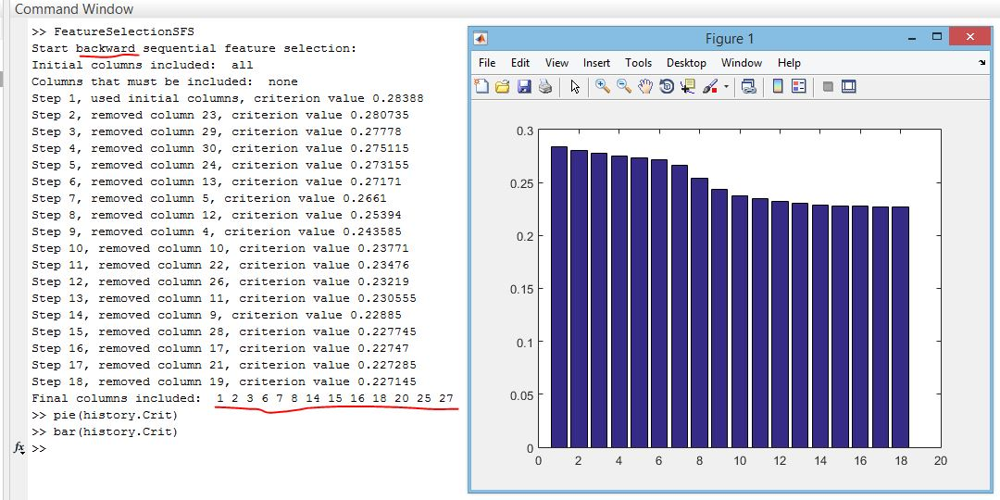 Command Window
>> FeatureSelectionSFS
Start backward sequential feature selection:
Initial columns included:  all
Columns that must be included:  none
Step 1, used initial columns, criterion value 0.28388
Step 2, removed column 23, criterion value 0.280735
Step 3, removed column 29, criterion value 0.27778
Step 4, removed column 30, criterion value 0.275115
Step 5, removed column 24, criterion value 0.273155
Step 6, removed column 13, criterion value 0.27171
Step 7, removed column 5, criterion value 0.2661
Step 8, removed column 12, criterion value 0.25394
Step 9, removed column 4, criterion value 0.243585
Step 10, removed column 10, criterion value 0.23771
Step 11, removed column 22, criterion value 0.23476
Step 12, removed column 26, criterion value 0.23219
Step 13, removed column 11, criterion value 0.230555
Step 14, removed column 9, criterion value 0.22885
Step 15, removed column 28, criterion value 0.227745
Step 16, removed column 17, criterion value 0.22747
Step 17, removed column 21, criterion value 0.227285
Step 18, removed column 19, criterion value 0.227145
Final columns included:  1 2 3 6 7 8 14 15 16 18 20 25 27
>> pie(history.Crit)
>> bar(history.Crit)
fx >>
Figure 1
File Edit View Insert Tools Desktop Window Help
0.3
0.25
0.2
0.15
0.1
0.05
0
0 2 4 6 8 10 12 14 16 18 20